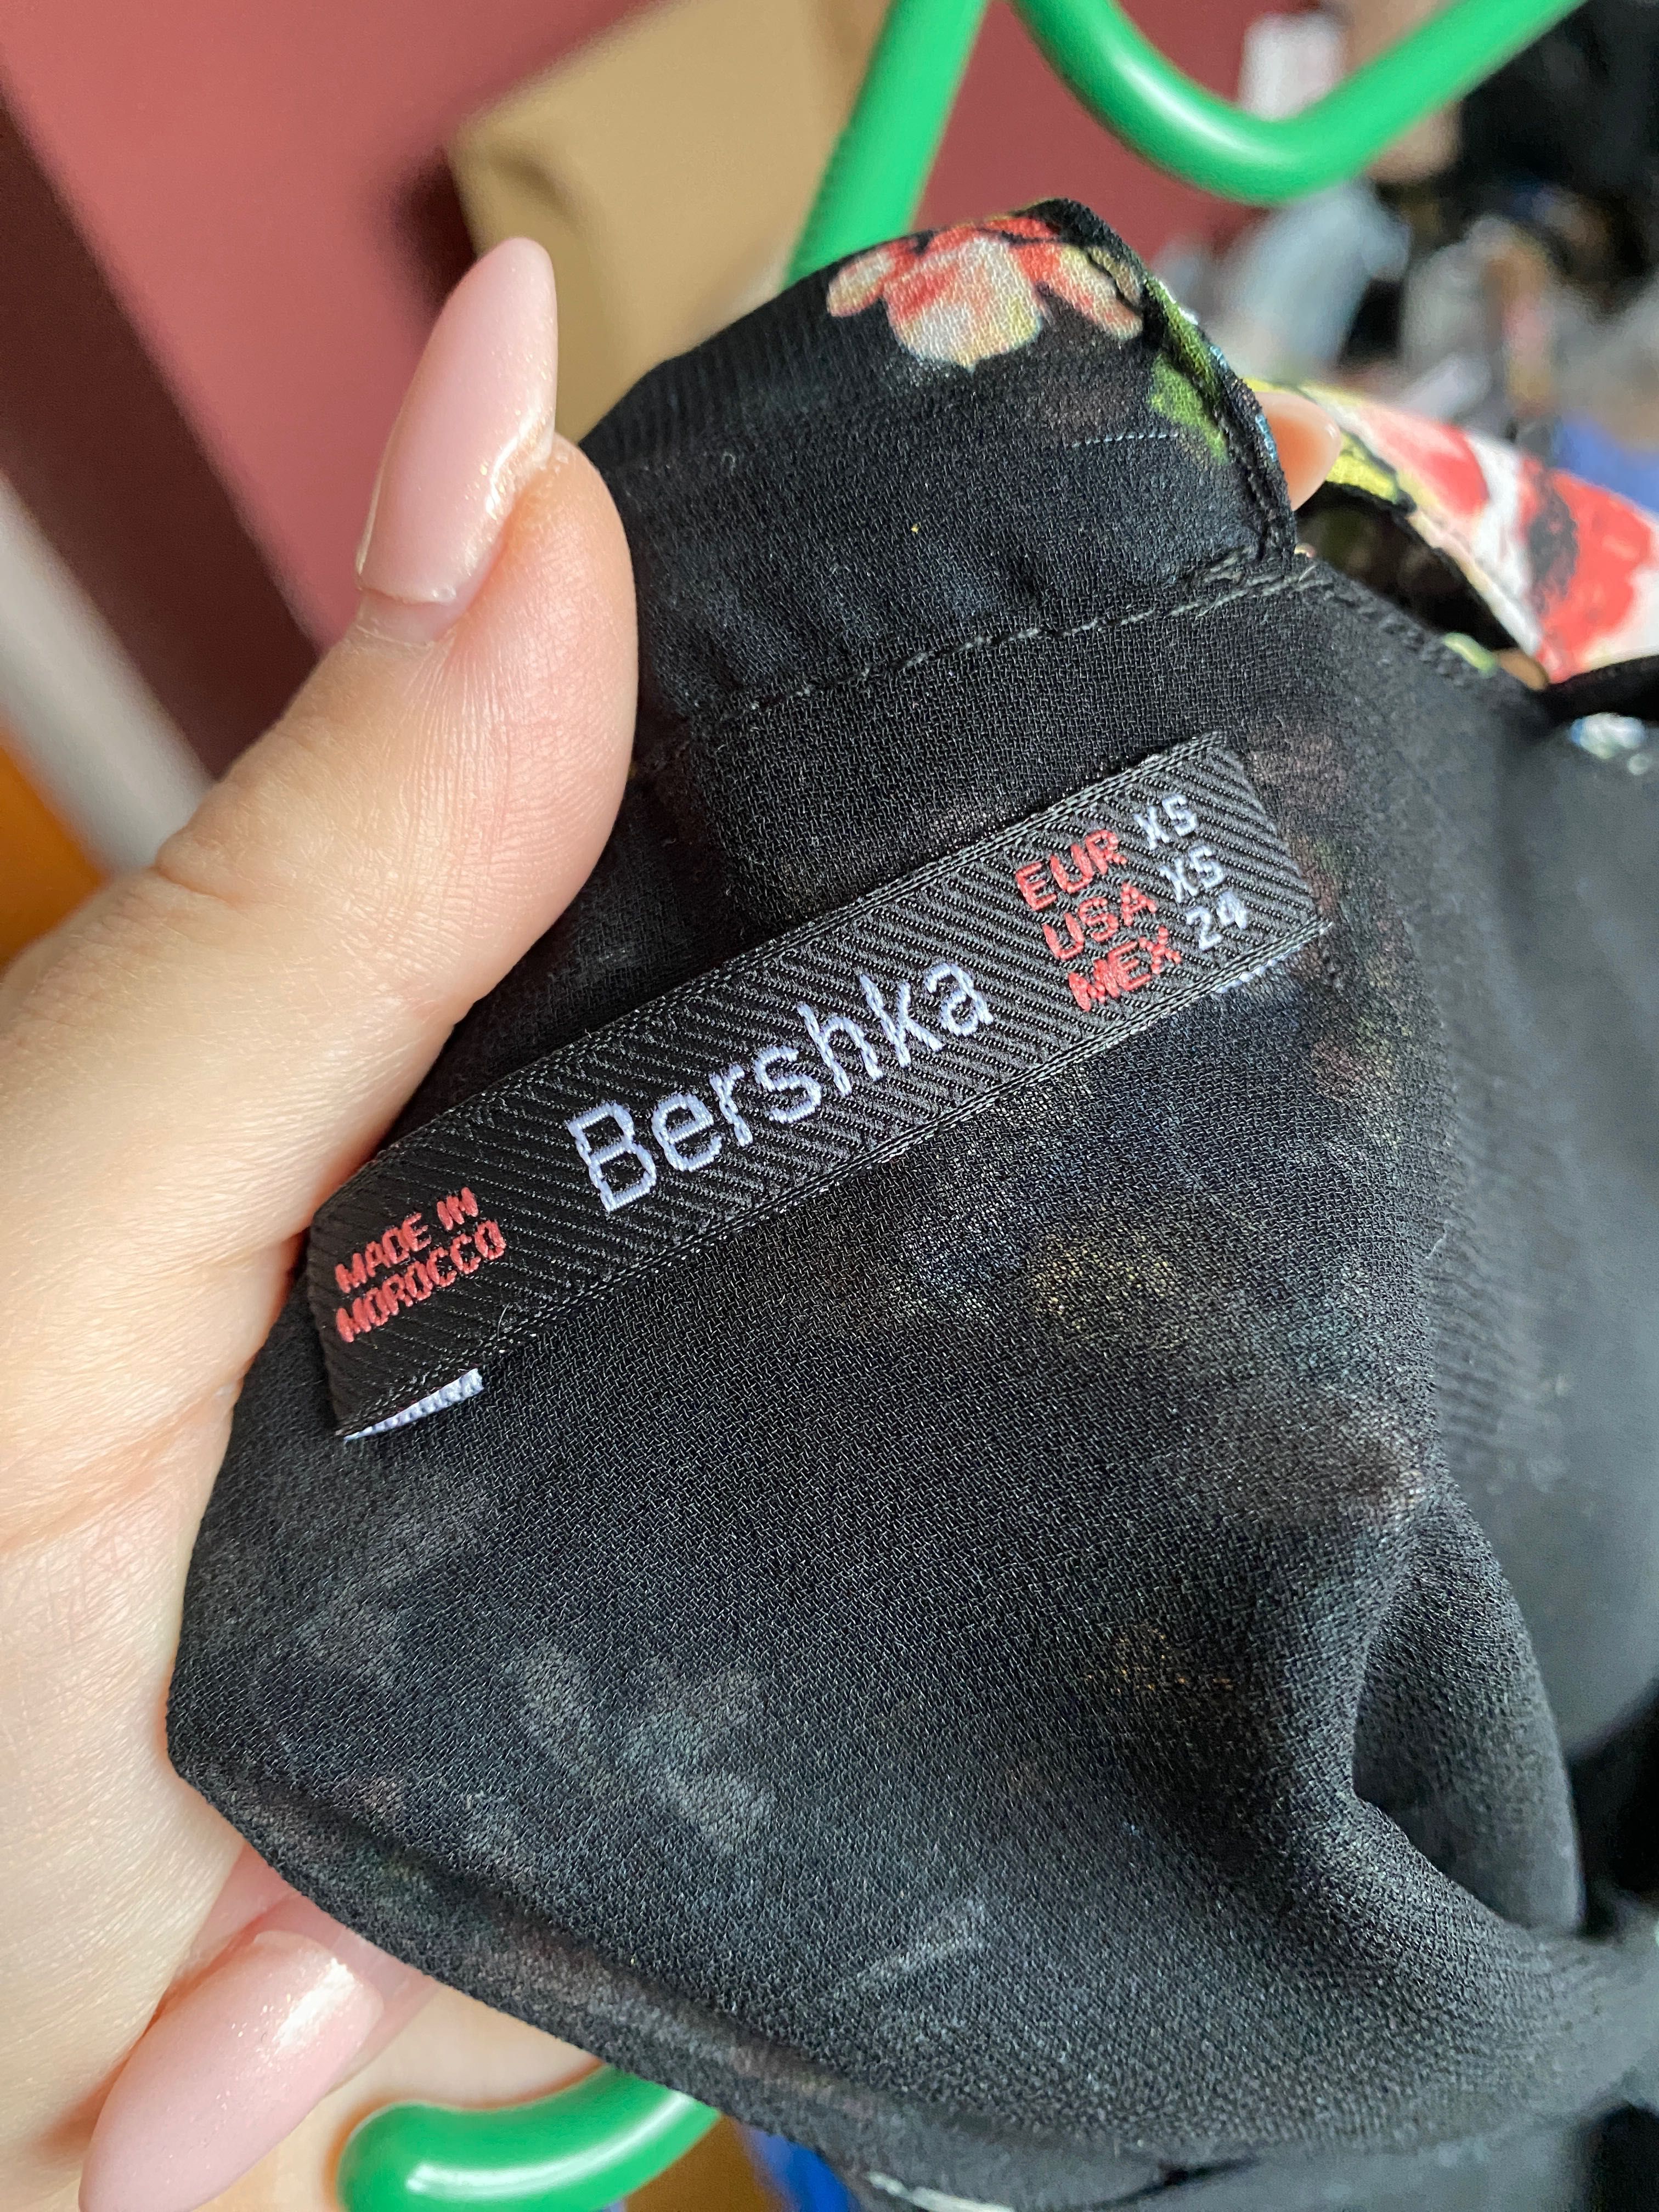 MADE IN
MOROCCO
Bershka
EUR XS
USA XS
MEX 24